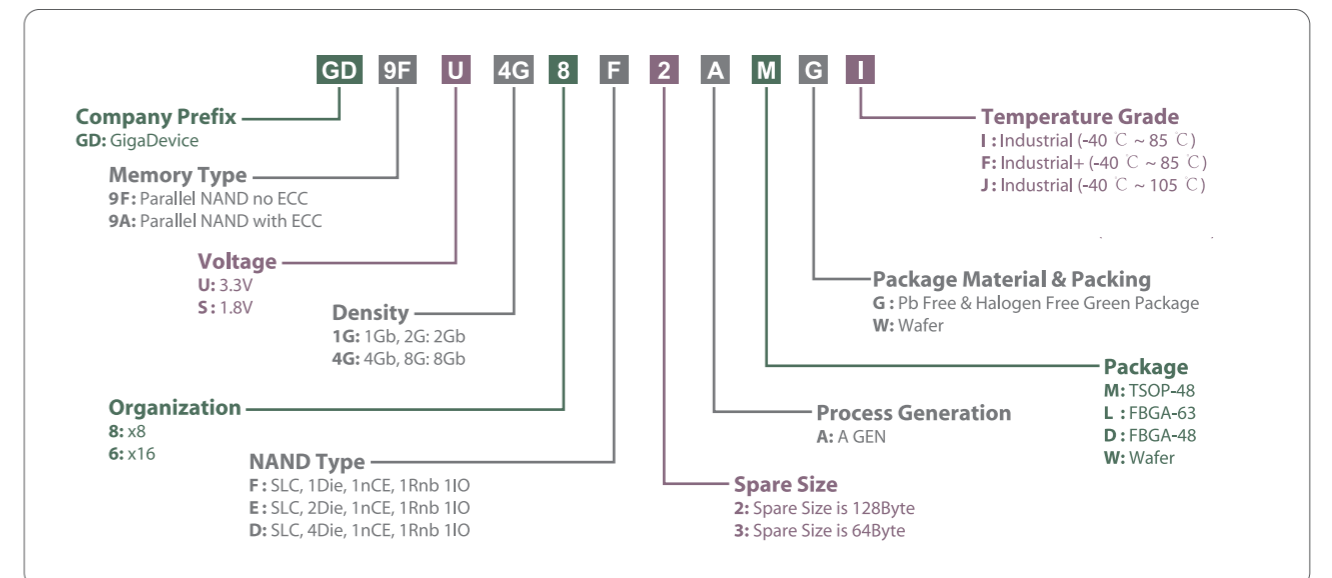 GD 9F U 4G 8 F 2 A M G I
Company Prefix
GD: GigaDevice
Memory Type
9F: Parallel NAND no ECC
9A: Parallel NAND with ECC
Voltage
U: 3.3V
S : 1.8V
Density
1G: 1Gb, 2G: 2Gb
4G: 4Gb, 8G: 8Gb
Organization
8: x8
6: x16
NAND Type
F : SLC, 1Die, 1nCE, 1Rnb 1IO
E : SLC, 2Die, 1nCE, 1Rnb 1IO
D: SLC, 4Die, 1nCE, 1Rnb 1IO
Temperature Grade
I : Industrial (-40 ℃ ~ 85 ℃)
F: Industrial+ (-40 ℃ ~ 85 ℃)
J: Industrial (-40 ℃ ~ 105 ℃)
Package Material & Packing
G : Pb Free & Halogen Free Green Package
W: Wafer
Package
M: TSOP-48
L : FBGA-63
D : FBGA-48
W: Wafer
Process Generation
A: A GEN
Spare Size
2: Spare Size is 128Byte
3: Spare Size is 64Byte